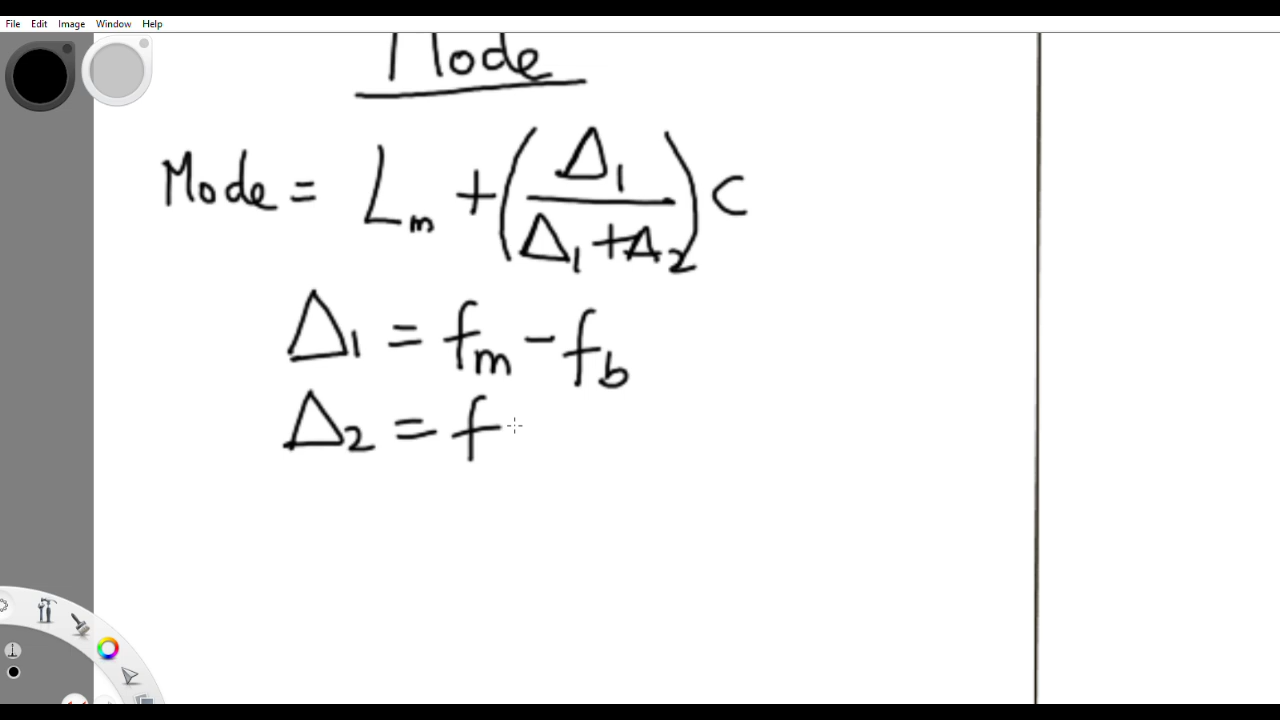 File Edit Image Window Help
Mode
Mode = Lm + (Δ1 / (Δ1 + Δ2)) C
Δ1 = fm - fb
Δ2 = f